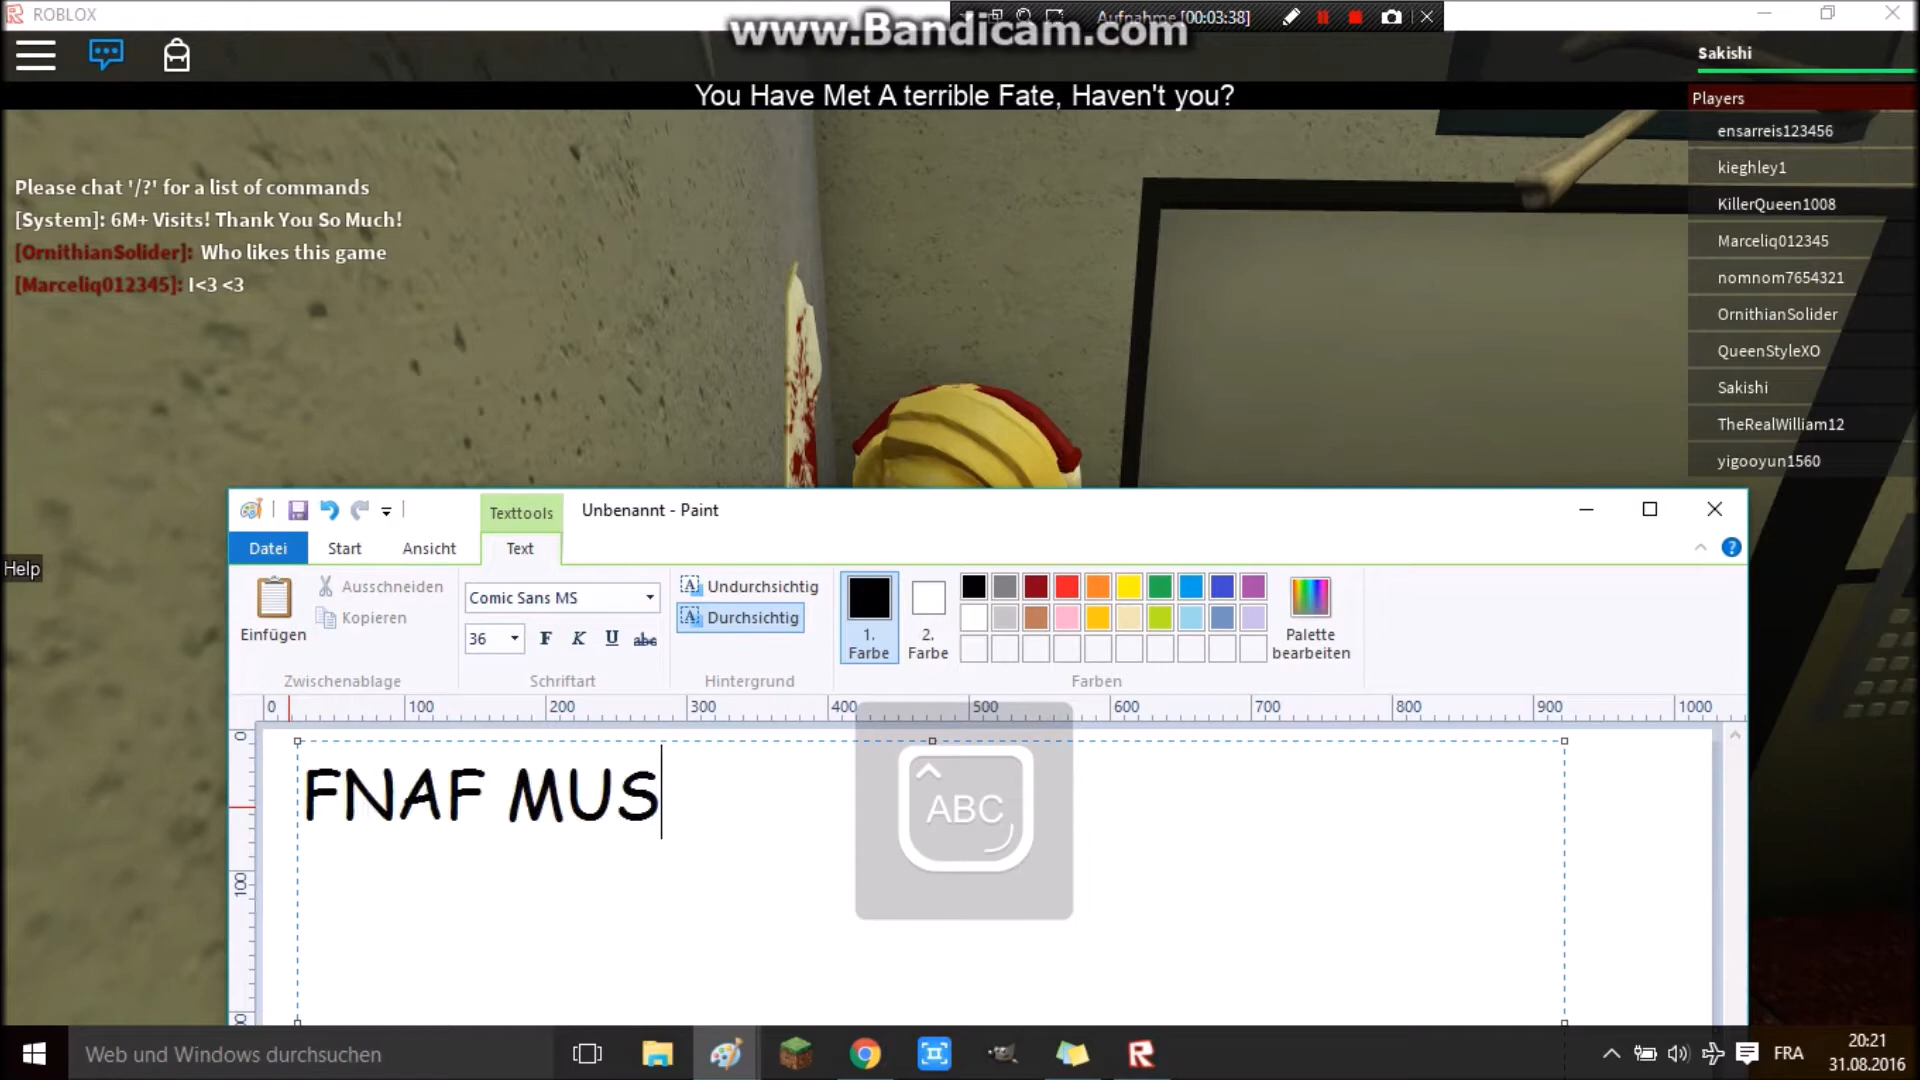 ROBLOX
Aufnahme [00:03:38]
www.Bandicam.com
Sakishi
You Have Met A terrible Fate, Haven't you?
Players
ensarreis123456
kieghley1
KillerQueen1008
Marceliq012345
nomnom7654321
OrnithianSolider
QueenStyleXO
Sakishi
TheRealWilliam12
yigooyun1560
Please chat '/?' for a list of commands
[System]: 6M+ Visits! Thank You So Much!
[OrnithianSolider]: Who likes this game
[Marceliq012345]: I<3 <3
Help
Texttools
Unbenannt - Paint
Datei
Start
Ansicht
Text
Einfügen
Ausschneiden
Kopieren
Zwischenablage
Comic Sans MS
36
F K U abc
Schriftart
Undurchsichtig
Durchsichtig
Hintergrund
1.
Farbe
2.
Farbe
Palette
bearbeiten
Farben
0 100 200 300 400 500 600 700 800 900 1000
0
100
FNAF MUS
ABC
Web und Windows durchsuchen
FRA
20:21
31.08.2016